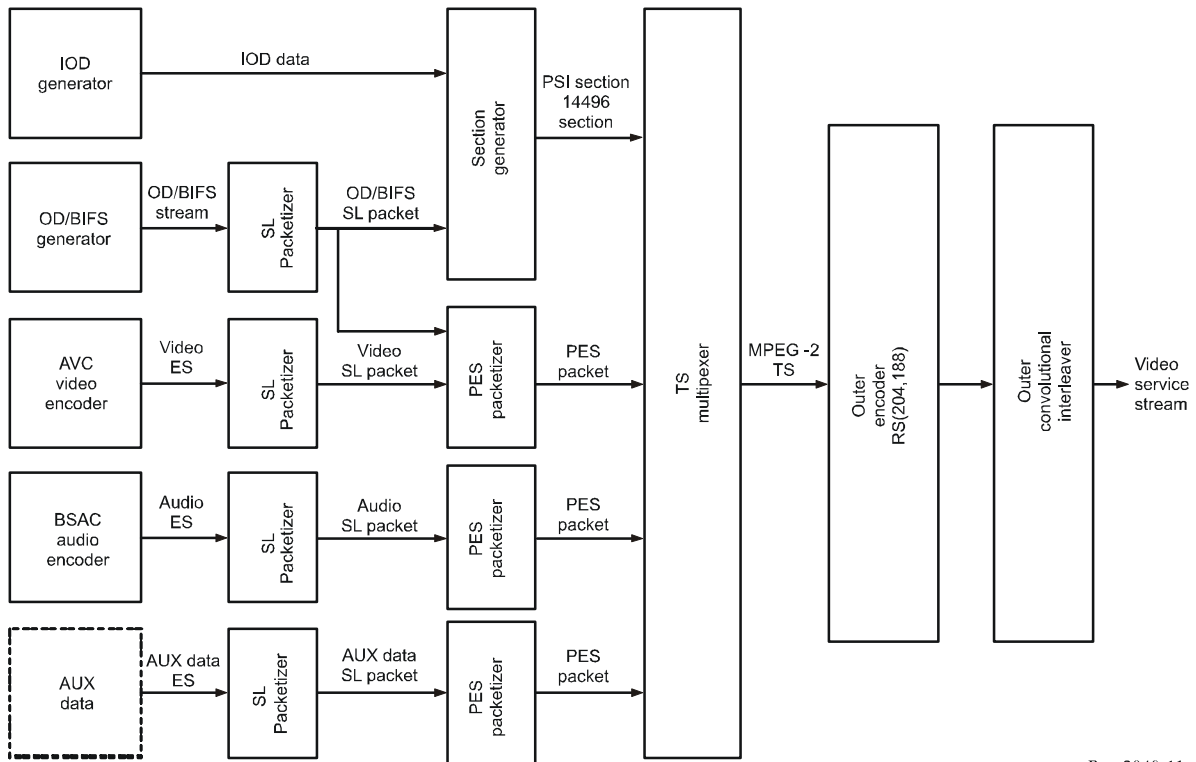 IOD
generator
IOD data
Section
generator
PSI section
14496
section
OD/BIFS
generator
OD/BIFS
stream
SL
Packetizer
OD/BIFS
SL packet
AVC
video
encoder
Video
ES
SL
Packetizer
Video
SL packet
PES
packetizer
PES
packet
TS
multipexer
MPEG -2
TS
Outer
encoder
RS(204,188)
Outer
convolutional
interleaver
Video
service
stream
BSAC
audio
encoder
Audio
ES
SL
Packetizer
Audio
SL packet
PES
packetizer
PES
packet
AUX
data
AUX data
ES
SL
Packetizer
AUX data
SL packet
PES
packetizer
PES
packet